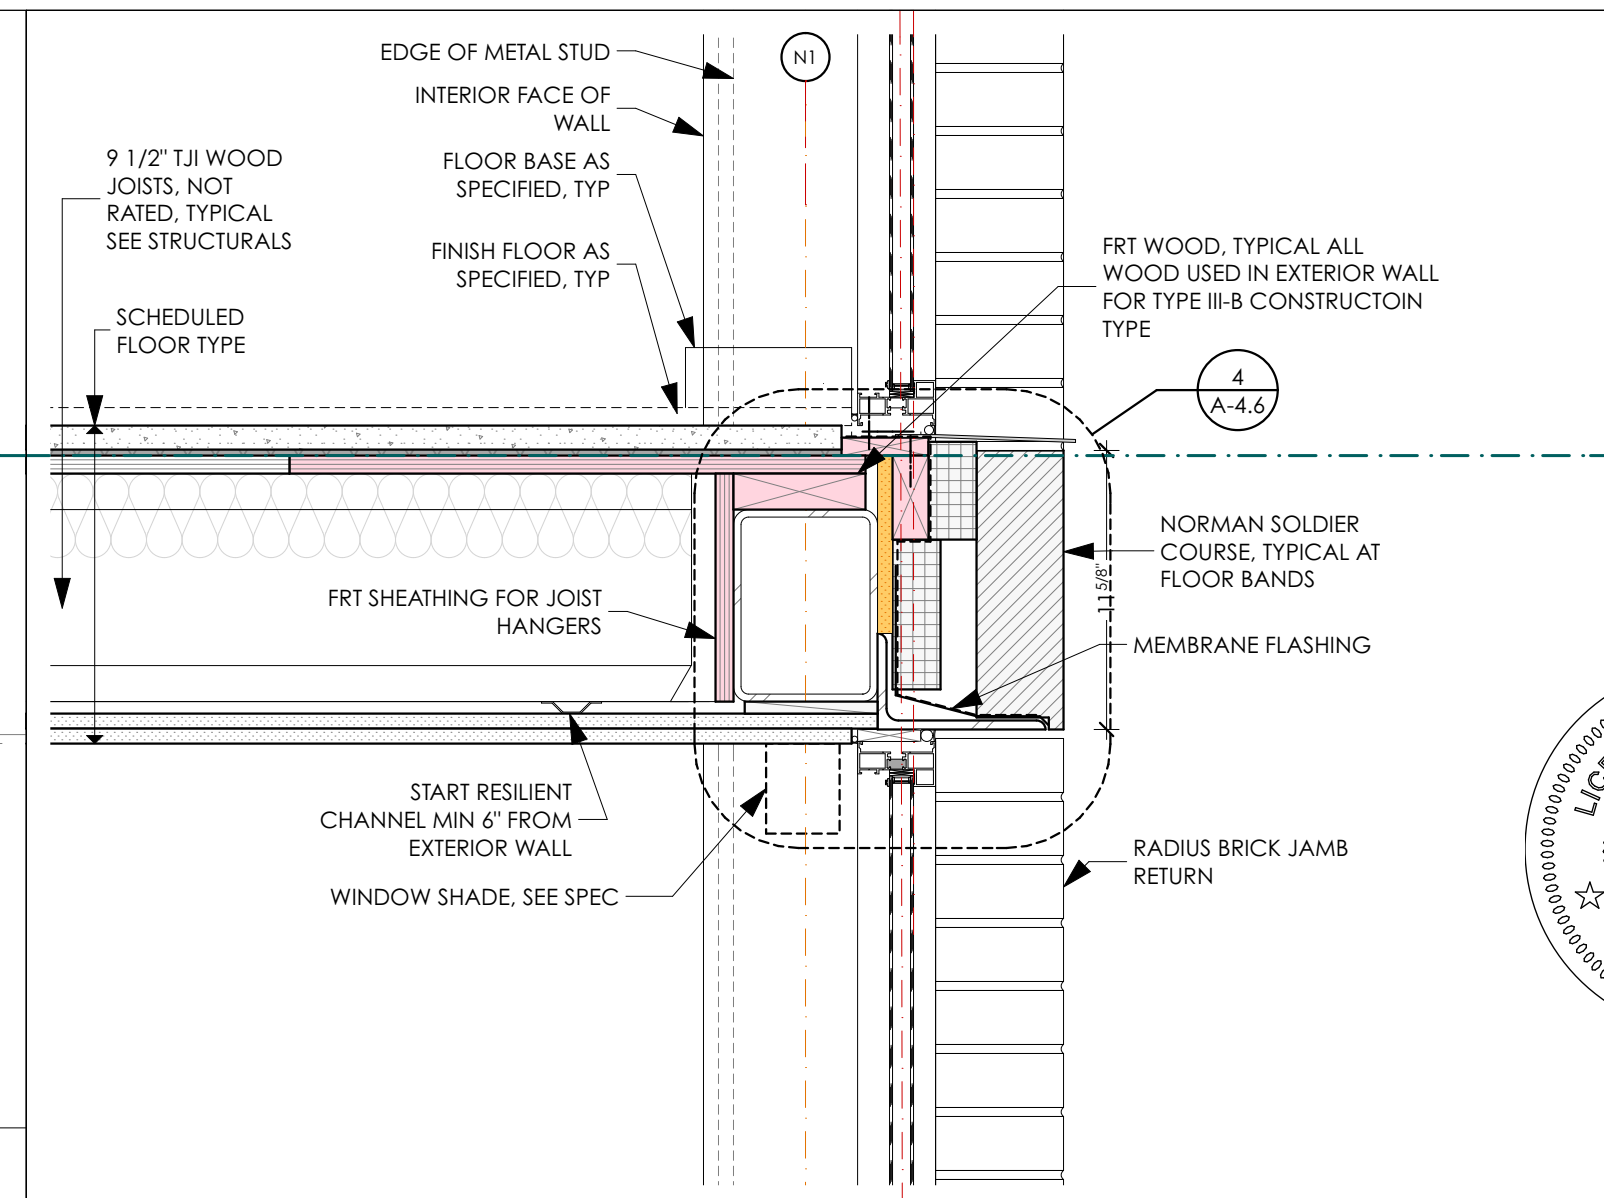 EDGE OF METAL STUD
N1
INTERIOR FACE OF
WALL
9 1/2" TJI WOOD
JOISTS, NOT
RATED, TYPICAL
SEE STRUCTURALS
FLOOR BASE AS
SPECIFIED, TYP
FINISH FLOOR AS
SPECIFIED, TYP
FRT WOOD, TYPICAL ALL
WOOD USED IN EXTERIOR WALL
FOR TYPE III-B CONSTRUCTOIN
TYPE
SCHEDULED
FLOOR TYPE
4
A-4.6
NORMAN SOLDIER
COURSE, TYPICAL AT
FLOOR BANDS
11 5/8"
FRT SHEATHING FOR JOIST
HANGERS
MEMBRANE FLASHING
START RESILIENT
CHANNEL MIN 6" FROM
EXTERIOR WALL
RADIUS BRICK JAMB
RETURN
WINDOW SHADE, SEE SPEC